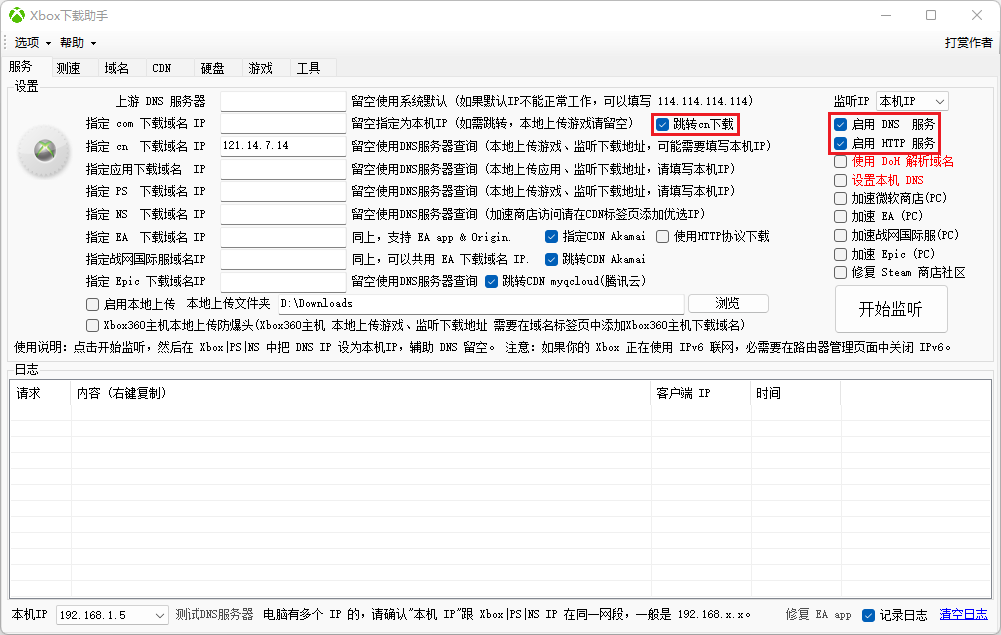 Xbox下载助手
选项 帮助 打赏作者
服务 测速 域名 CDN 硬盘 游戏 工具
设置
上游 DNS 服务器 留空使用系统默认 (如果默认IP不能正常工作，可以填写 114.114.114.114) 监听IP 本机IP
指定 com 下载域名 IP 留空指定为本机IP (如需跳转，本地上传游戏请留空) 跳转cn下载 启用 DNS 服务
指定 cn 下载域名 IP 121.14.7.14 留空使用DNS服务器查询 (本地上传游戏、监听下载地址，可能需要填写本机IP) 启用 HTTP 服务
使用 DoH 解析域名
指定应用下载域名 IP 留空使用DNS服务器查询 (本地上传应用、监听下载地址，请填写本机IP)
设置本机 DNS
指定 PS 下载域名 IP 留空使用DNS服务器查询 (本地上传游戏、监听下载地址，请填写本机IP)
加速微软商店(PC)
指定 NS 下载域名 IP 留空使用DNS服务器查询 (加速商店访问请在CDN标签页添加优选IP) 加速 EA (PC)
指定 EA 下载域名 IP 同上，支持 EA app & Origin. 指定CDN Akamai 使用HTTP协议下载 加速战网国际服(PC)
指定战网国际服域名IP 同上，可以共用 EA 下载域名 IP. 跳转CDN Akamai 加速 Epic (PC)
指定 Epic 下载域名 IP 留空使用DNS服务器查询 跳转CDN myqcloud(腾讯云) 修复 Steam 商店社区
启用本地上传 本地上传文件夹 D:\Downloads 浏览 开始监听
Xbox360主机本地上传防爆头(Xbox360主机 本地上传游戏、监听下载地址 需要在域名标签页中添加Xbox360主机域名)
使用说明：点击开始监听，然后在 Xbox|PS|NS 中把 DNS IP 设为本机IP，辅助 DNS 留空。 注意：如果你的 Xbox 正在使用 IPv6 联网，必需要在路由器管理页面中关闭 IPv6。
日志
请求 内容 (右键复制) 客户端 IP 时间
本机IP 192.168.1.5 测试DNS服务器 电脑有多个 IP 的，请确认"本机 IP"跟 Xbox|PS|NS IP 在同一网段，一般是 192.168.x.x。 修复 EA app 记录日志 清空日志